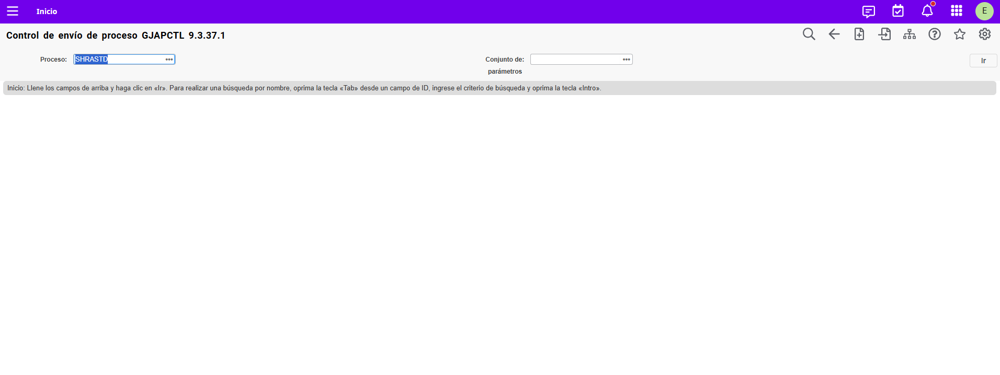 Inicio
E
Control de envío de proceso GJAPCTL 9.3.37.1
Proceso: SHRASTD
Conjunto de: parámetros
Ir
Inicio: Llene los campos de arriba y haga clic en «Ir». Para realizar una búsqueda por nombre, oprima la tecla «Tab» desde un campo de ID, ingrese el criterio de búsqueda y oprima la tecla «Intro».